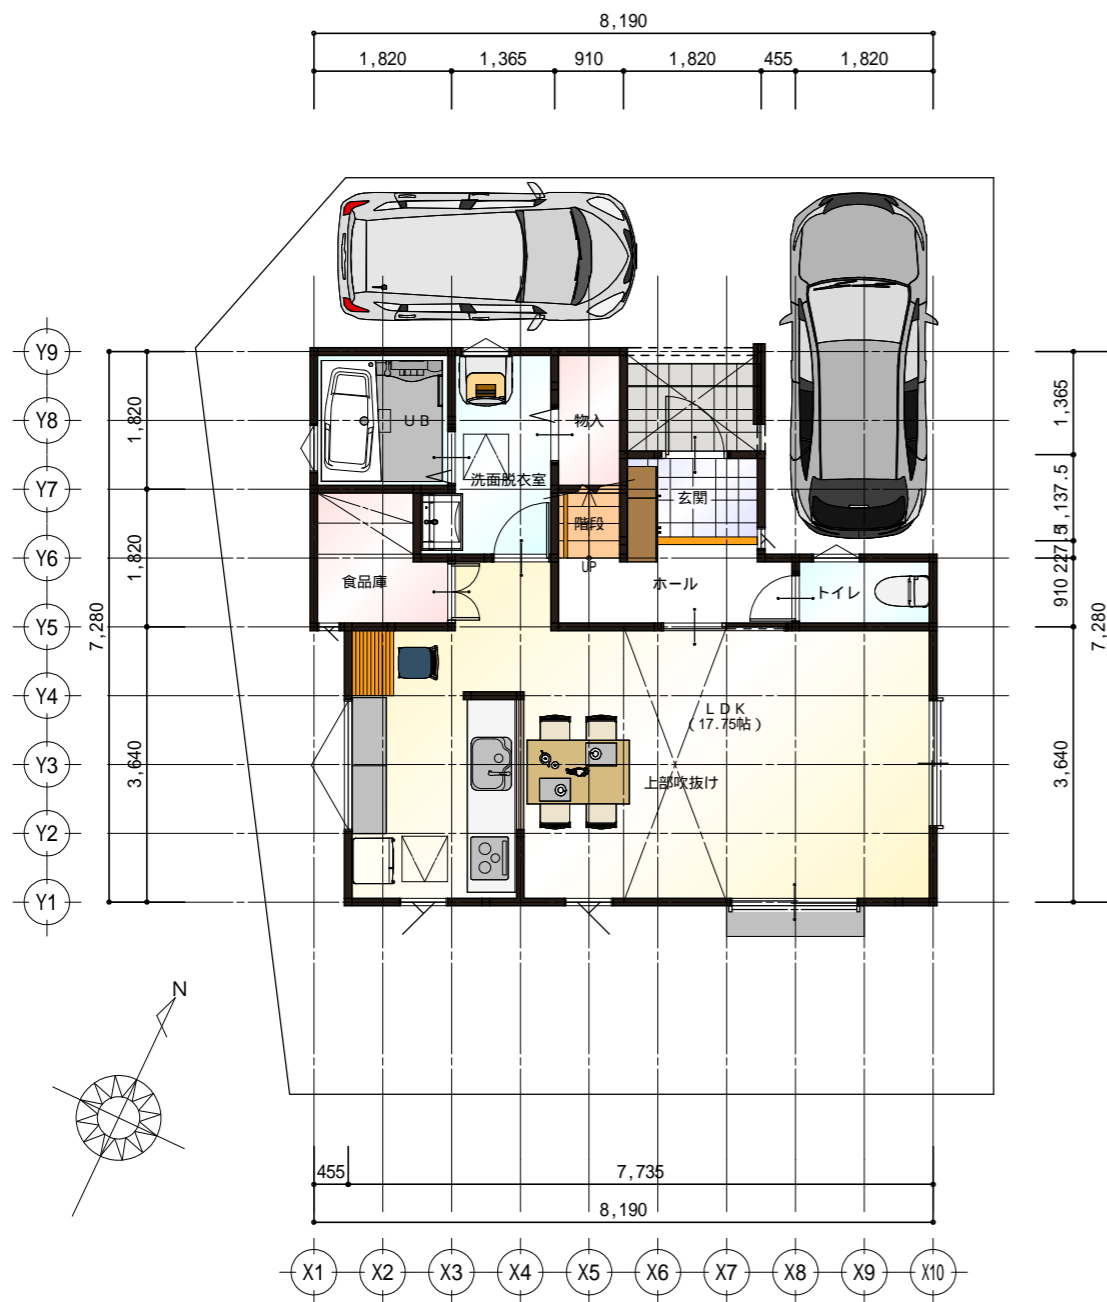 8,190
1,820 1,365 910 1,820 455 1,820
Y9
Y8
Y7
Y6
Y5
Y4
Y3
Y2
Y1
7,280
1,820
1,820
3,640
1,365
1,137.5
227.5
910
3,640
7,280
UB
洗面脱衣室
物入
階段
UP
玄関
食品庫
ホール
トイレ
LDK
(17.75帖)
上部吹抜け
N
455 7,735
8,190
X1 X2 X3 X4 X5 X6 X7 X8 X9 X10